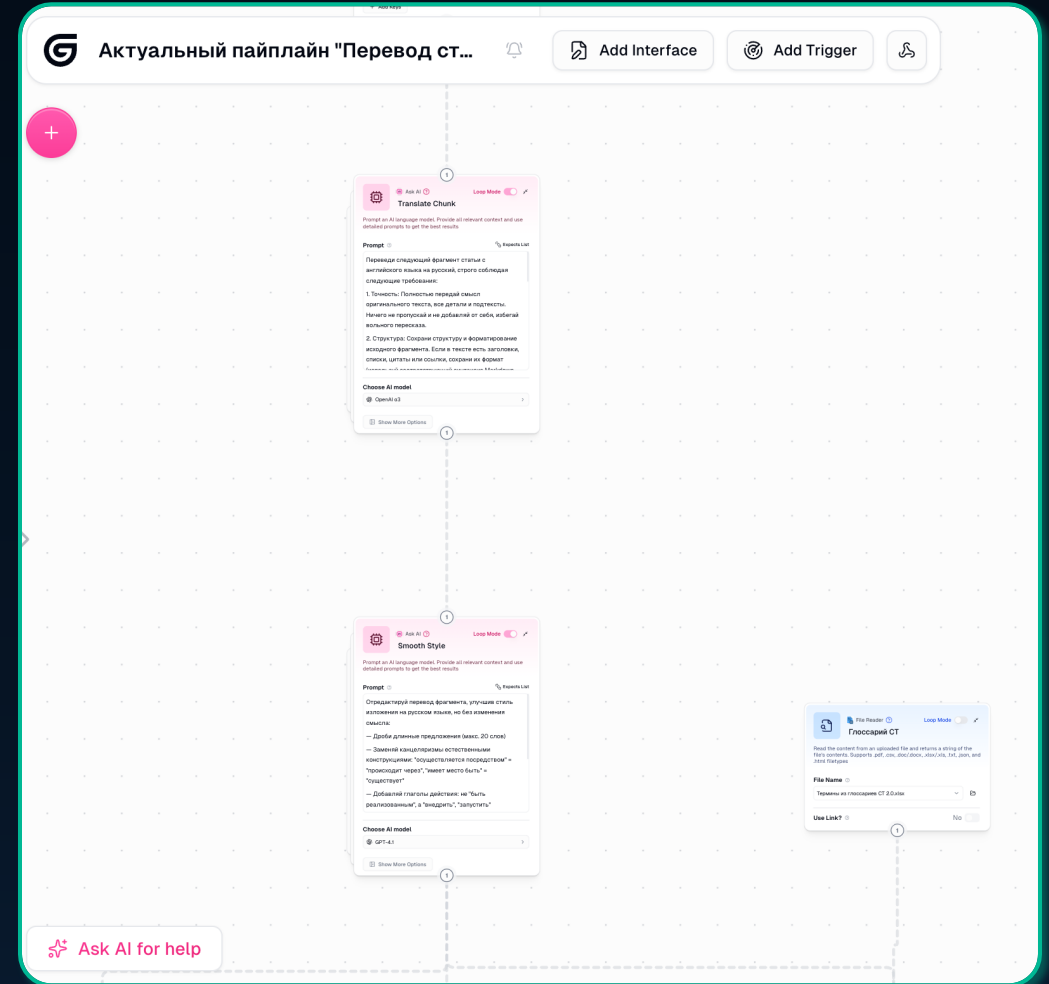 Add Keys
Актуальный пайплайн "Перевод ст...
Add Interface
Add Trigger
Ask AI
Loop Mode
Translate Chunk
Prompt an AI language model. Provide all relevant context and use
detailed prompts to get the best results
Prompt
Expects List
Переведи следующий фрагмент статьи с
английского языка на русский, строго соблюдая
следующие требования:
1. Точность: Полностью передай смысл
оригинального текста, все детали и подтексты.
Ничего не пропускай и не добавляй от себя, избегай
вольного пересказа.
2. Структура: Сохрани структуру и форматирование
исходного фрагмента. Если в тексте есть заголовки,
списки, цитаты или ссылки, сохрани их формат
Choose AI model
OpenAI o3
Show More Options
1
1
1
Ask AI
Loop Mode
Smooth Style
Prompt an AI language model. Provide all relevant context and use
detailed prompts to get the best results
Prompt
Expects List
Отредактируй перевод фрагмента, улучшив стиль
изложения на русском языке, но без изменения
смысла:
— Дроби длинные предложения (макс. 20 слов)
— Заменяй канцеляризмы естественными
конструкциями: "осуществляется посредством" =
"происходит через", "имеет место быть" =
"существует"
— Добавляй глаголы действия: не "быть
реализованным", а "внедрить", "запустить"
Choose AI model
GPT-4.1
Show More Options
1
File Reader
Loop Mode
Глоссарий СТ
Read the content from an uploaded file and returns a string of the
file's contents. Supports .pdf, .csv, .doc/.docx, .xlsx/.xls, .txt, .json, and
.html filetypes
File Name
Термины из глоссариев СТ 2.0.xlsx
Use Link?
No
1
Ask AI for help